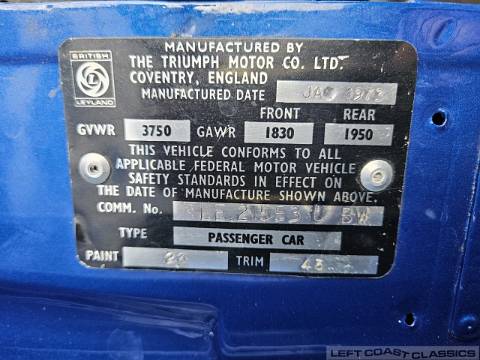 MANUFACTURED BY
THE TRIUMPH MOTOR CO. LTD.
COVENTRY, ENGLAND
BRITISH
L
LEYLAND
MANUFACTURED DATE
FRONT REAR
GVWR 3750 GAWR 1830 1950
THIS VEHICLE CONFORMS TO ALL
APPLICABLE FEDERAL MOTOR VEHICLE
SAFETY STANDARDS IN EFFECT ON
THE DATE OF MANUFACTURE SHOWN ABOVE.
COMM. No.
TYPE PASSENGER CAR
PAINT TRIM
LEFT COAST CLASSICS